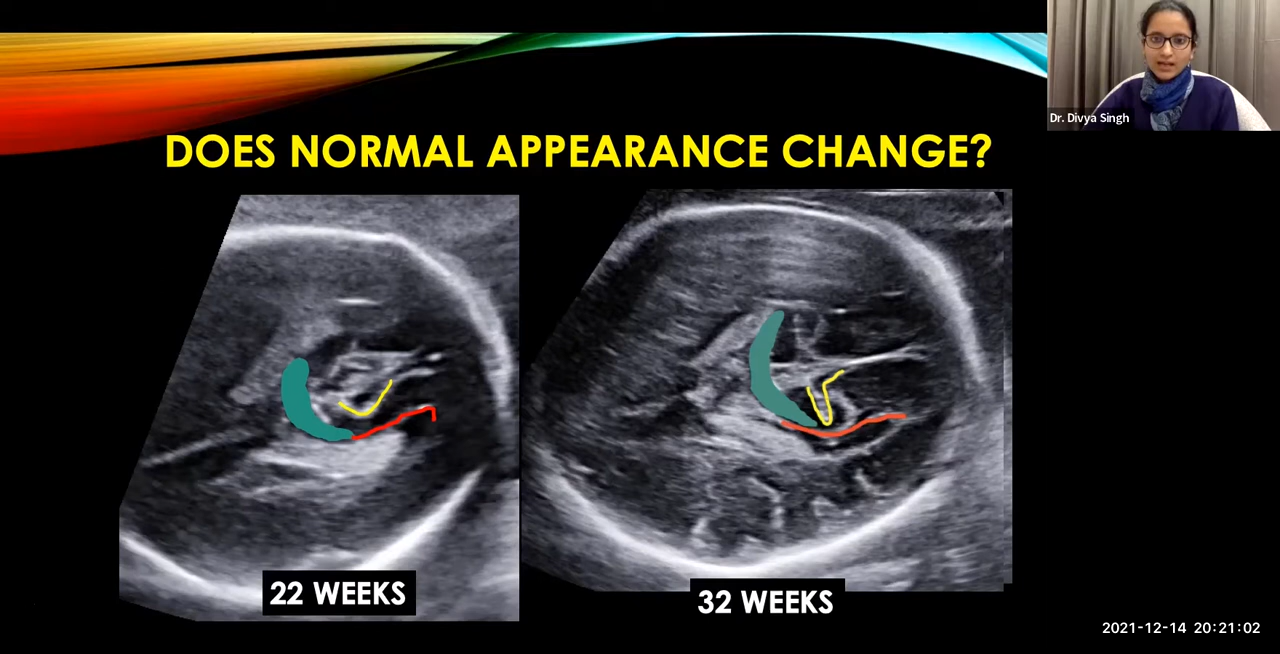 Dr. Divya Singh
DOES NORMAL APPEARANCE CHANGE?
22 WEEKS
32 WEEKS
2021-12-14 20:21:02